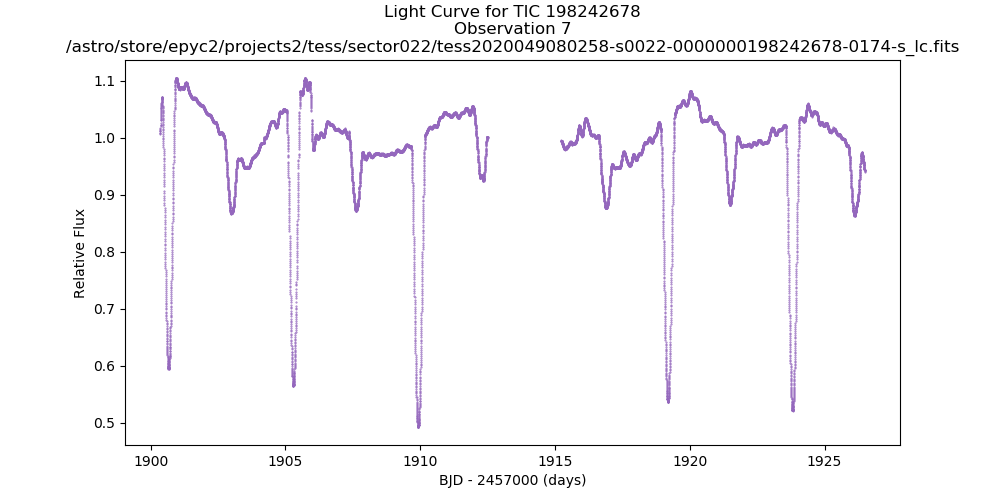 Light Curve for TIC 198242678
Observation 7
/astro/store/epyc2/projects2/tess/sector022/tess2020049080258-s0022-0000000198242678-0174-s_lc.fits
1.1
1.0
0.9
0.8
0.7
0.6
0.5
Relative Flux
1900
1905
1910
1915
1920
1925
BJD - 2457000 (days)